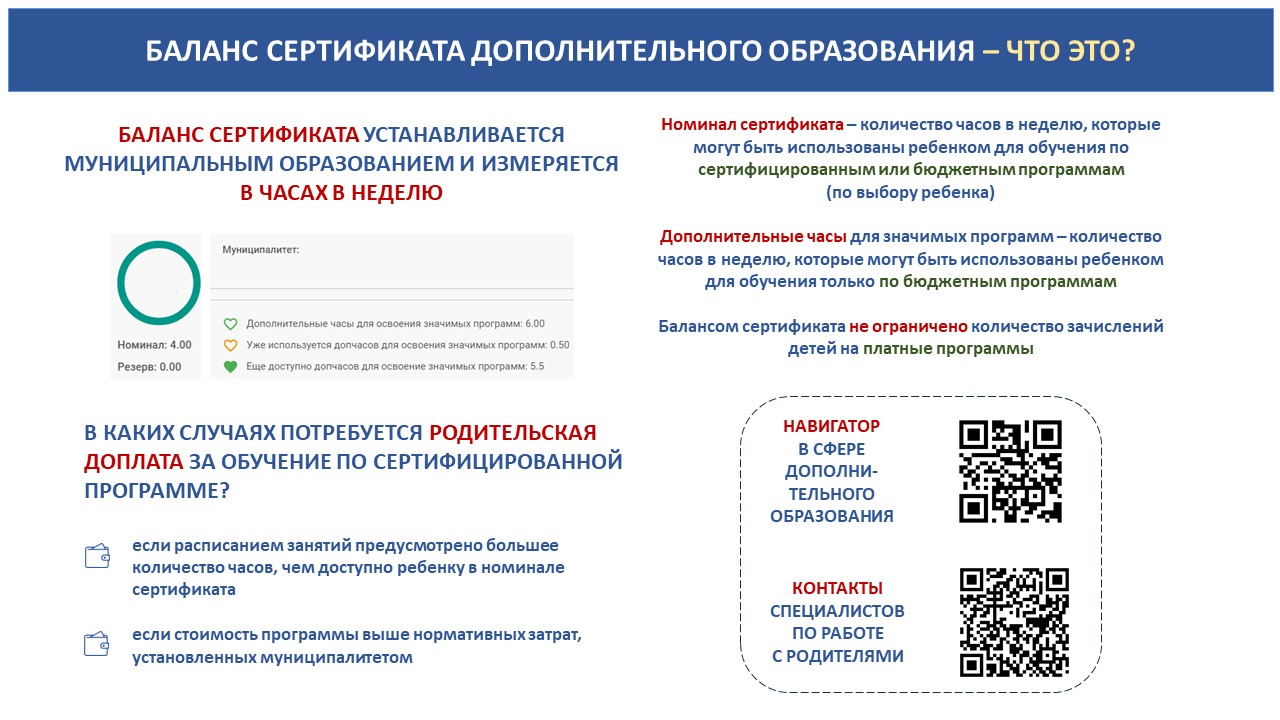 БАЛАНС СЕРТИФИКАТА ДОПОЛНИТЕЛЬНОГО ОБРАЗОВАНИЯ – ЧТО ЭТО?
БАЛАНС СЕРТИФИКАТА УСТАНАВЛИВАЕТСЯ
МУНИЦИПАЛЬНЫМ ОБРАЗОВАНИЕМ И ИЗМЕРЯЕТСЯ
В ЧАСАХ В НЕДЕЛЮ
Муниципалитет:
Номинал: 4.00
Резерв: 0.00
Дополнительные часы для освоения значимых программ: 6.00
Уже используется допчасов для освоения значимых программ: 0.50
Еще доступно допчасов для освоение значимых программ: 5.5
В КАКИХ СЛУЧАЯХ ПОТРЕБУЕТСЯ РОДИТЕЛЬСКАЯ
ДОПЛАТА ЗА ОБУЧЕНИЕ ПО СЕРТИФИЦИРОВАННОЙ
ПРОГРАММЕ?
если расписанием занятий предусмотрено большее
количество часов, чем доступно ребенку в номинале
сертификата
если стоимость программы выше нормативных затрат,
установленных муниципалитетом
Номинал сертификата – количество часов в неделю, которые
могут быть использованы ребенком для обучения по
сертифицированным или бюджетным программам
(по выбору ребенка)
Дополнительные часы для значимых программ – количество
часов в неделю, которые могут быть использованы ребенком
для обучения только по бюджетным программам
Балансом сертификата не ограничено количество зачислений
детей на платные программы
НАВИГАТОР
В СФЕРЕ
ДОПОЛНИ-
ТЕЛЬНОГО
ОБРАЗОВАНИЯ
КОНТАКТЫ
СПЕЦИАЛИСТОВ
ПО РАБОТЕ
С РОДИТЕЛЯМИ